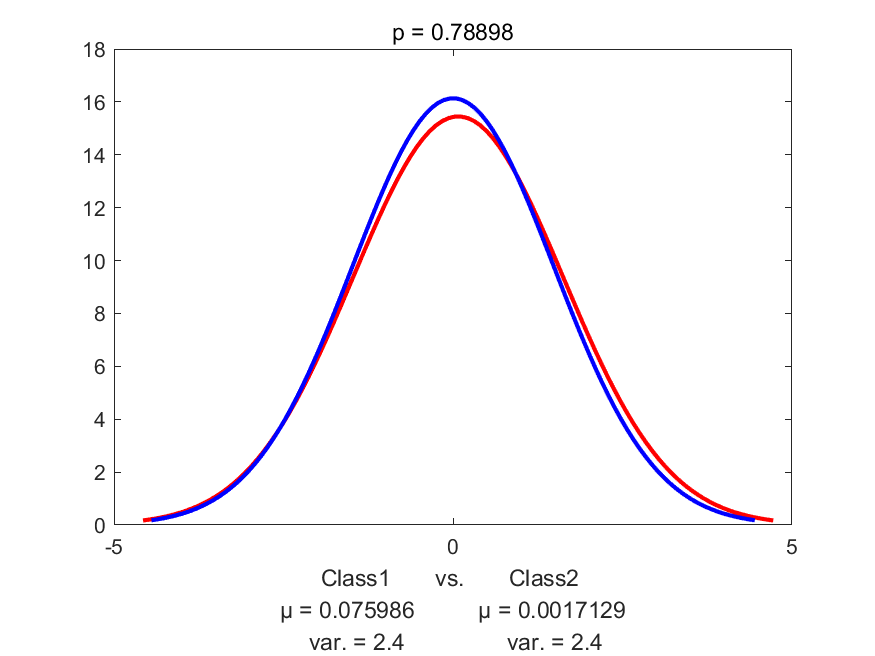 p = 0.78898
18
16
14
12
10
8
6
4
2
0
-5 0 5
Class1 vs. Class2
μ = 0.075986 μ = 0.0017129
var. = 2.4 var. = 2.4